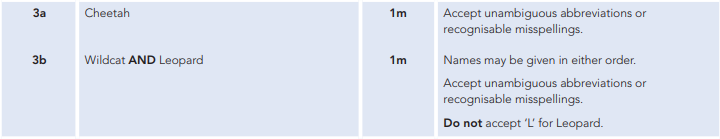 3a Cheetah 1m Accept unambiguous abbreviations or
recognisable misspellings.
3b Wildcat AND Leopard 1m Names may be given in either order.
Accept unambiguous abbreviations or
recognisable misspellings.
Do not accept ‘L’ for Leopard.